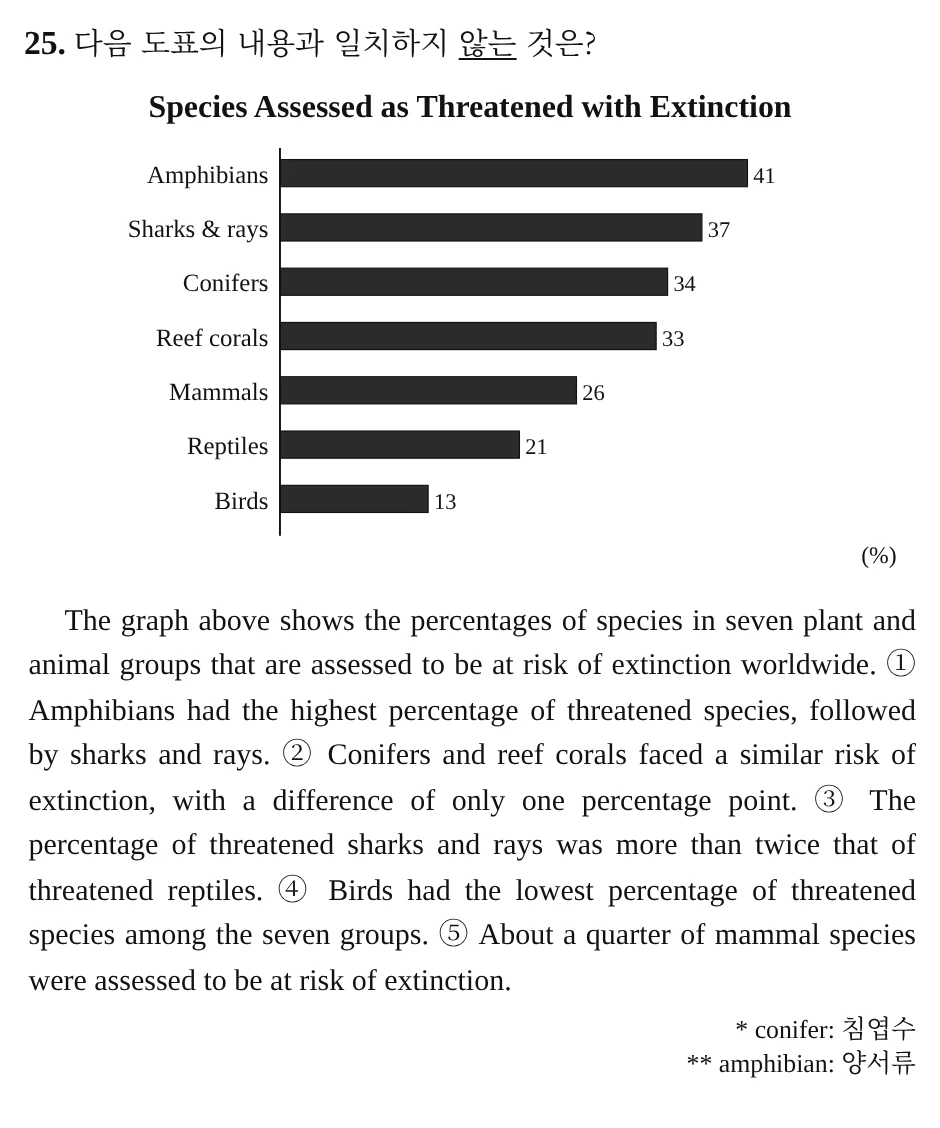 25. 다음 도표의 내용과 일치하지 않는 것은?
Species Assessed as Threatened with Extinction
Amphibians 41
Sharks & rays 37
Conifers 34
Reef corals 33
Mammals 26
Reptiles 21
Birds 13
(%)
The graph above shows the percentages of species in seven plant and
animal groups that are assessed to be at risk of extinction worldwide. ①
Amphibians had the highest percentage of threatened species, followed
by sharks and rays. ② Conifers and reef corals faced a similar risk of
extinction, with a difference of only one percentage point. ③ The
percentage of threatened sharks and rays was more than twice that of
threatened reptiles. ④ Birds had the lowest percentage of threatened
species among the seven groups. ⑤ About a quarter of mammal species
were assessed to be at risk of extinction.
* conifer: 침엽수
** amphibian: 양서류